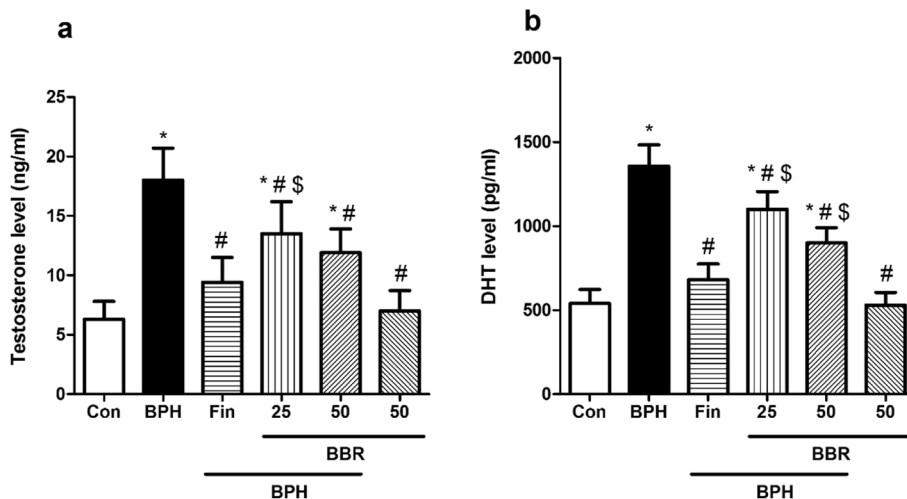 a
Testosterone level (ng/ml)
25
20
15
10
5
0
*
#
* # $
* #
#
Con BPH Fin 25 50 50
BBR
BPH
b
DHT level (pg/ml)
2000
1500
1000
500
0
*
#
* # $
* # $
#
Con BPH Fin 25 50 50
BBR
BPH